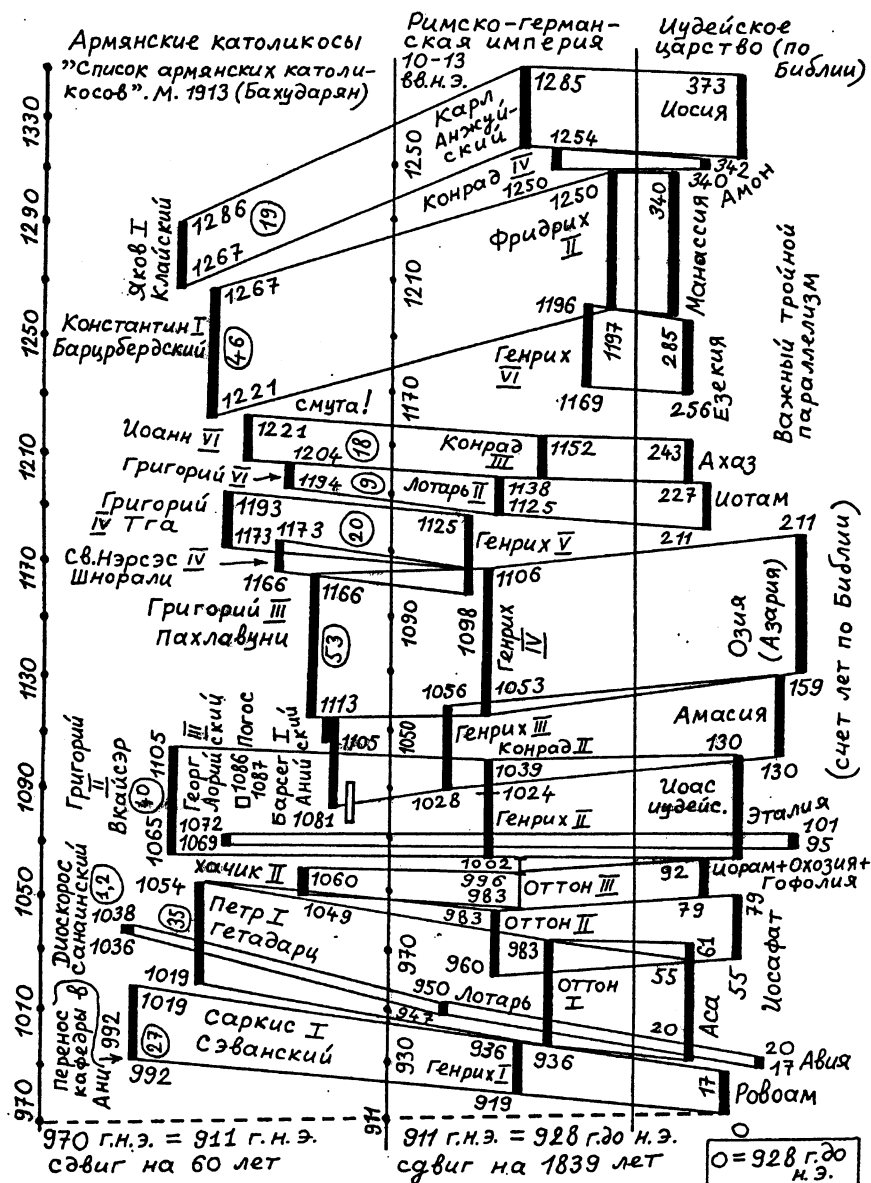 Армянские католикосы
"Список армянских католи-
косов". М. 1913 (Бахударян)
Римско-герман-
ская империя
10-13
вв.н.э.
Иудейское
царство (по
Библии)
1330
1290
1250
1210
1170
1130
1090
1050
1010
970
1250
1210
1170
1090
1050
970
930
911
Карл
Анжуй-
ский
1285
373
Иосия
1254
342
Конрад IV
1250
340
Амон
Яков I
Клайский
1286
19
1267
1250
Фридрих
II
340
Манассия
1267
Константин I
Барцрбердский
46
1221
1196
1197
Генрих
VI
1169
285
256
Езекия
Важный тройной
параллелизм
смута!
Иоанн VI
1221
18
1204
Конрад
III
1152
243
Ахаз
Григорий VI
1194
9
Лотарь II
1138
1125
227
Иотам
211
Григорий
IV Тга
1193
1173
20
1125
Генрих V
1098
211
Св.Нэрсэс IV
Шнорали
1173
1166
Григорий III
Пахлавуни
1166
53
1113
1106
Генрих
IV
1053
Озия
(Азария)
159
(счет лет по Библии)
1056
Генрих III
1028
Амасия
130
Григорий
II
Вкайсэр
1105
40
1065
Георг III
Лорийский
1072
1069
Погос
1086
1087
Барсег I
Анийский
1105
1081
Конрад II
1039
1024
Генрих II
1002
130
Иоас
иудейс.
Эталия
101
95
Хачик II
1060
1049
996
983
Оттон III
92
79
Иорам+Охозия+
Гофолия
Диоскорос
Санаинский
1,2
1038
1036
1054
35
Петр I
Гетадарц
1019
983
Оттон II
960
79
55
Иосафат
983
Оттон
I
936
61
55
20
Аса
950
Лотарь
947
20
17
Авия
Перенос
кафедры в
Ани
992
1019
27
992
Саркис I
Сэванский
936
Генрих I
919
17
Ровоам
0
970 г.н.э. = 911 г.н.э.
сдвиг на 60 лет
911 г.н.э. = 928 г.до н.э.
сдвиг на 1839 лет
0=928 г.до
н.э.